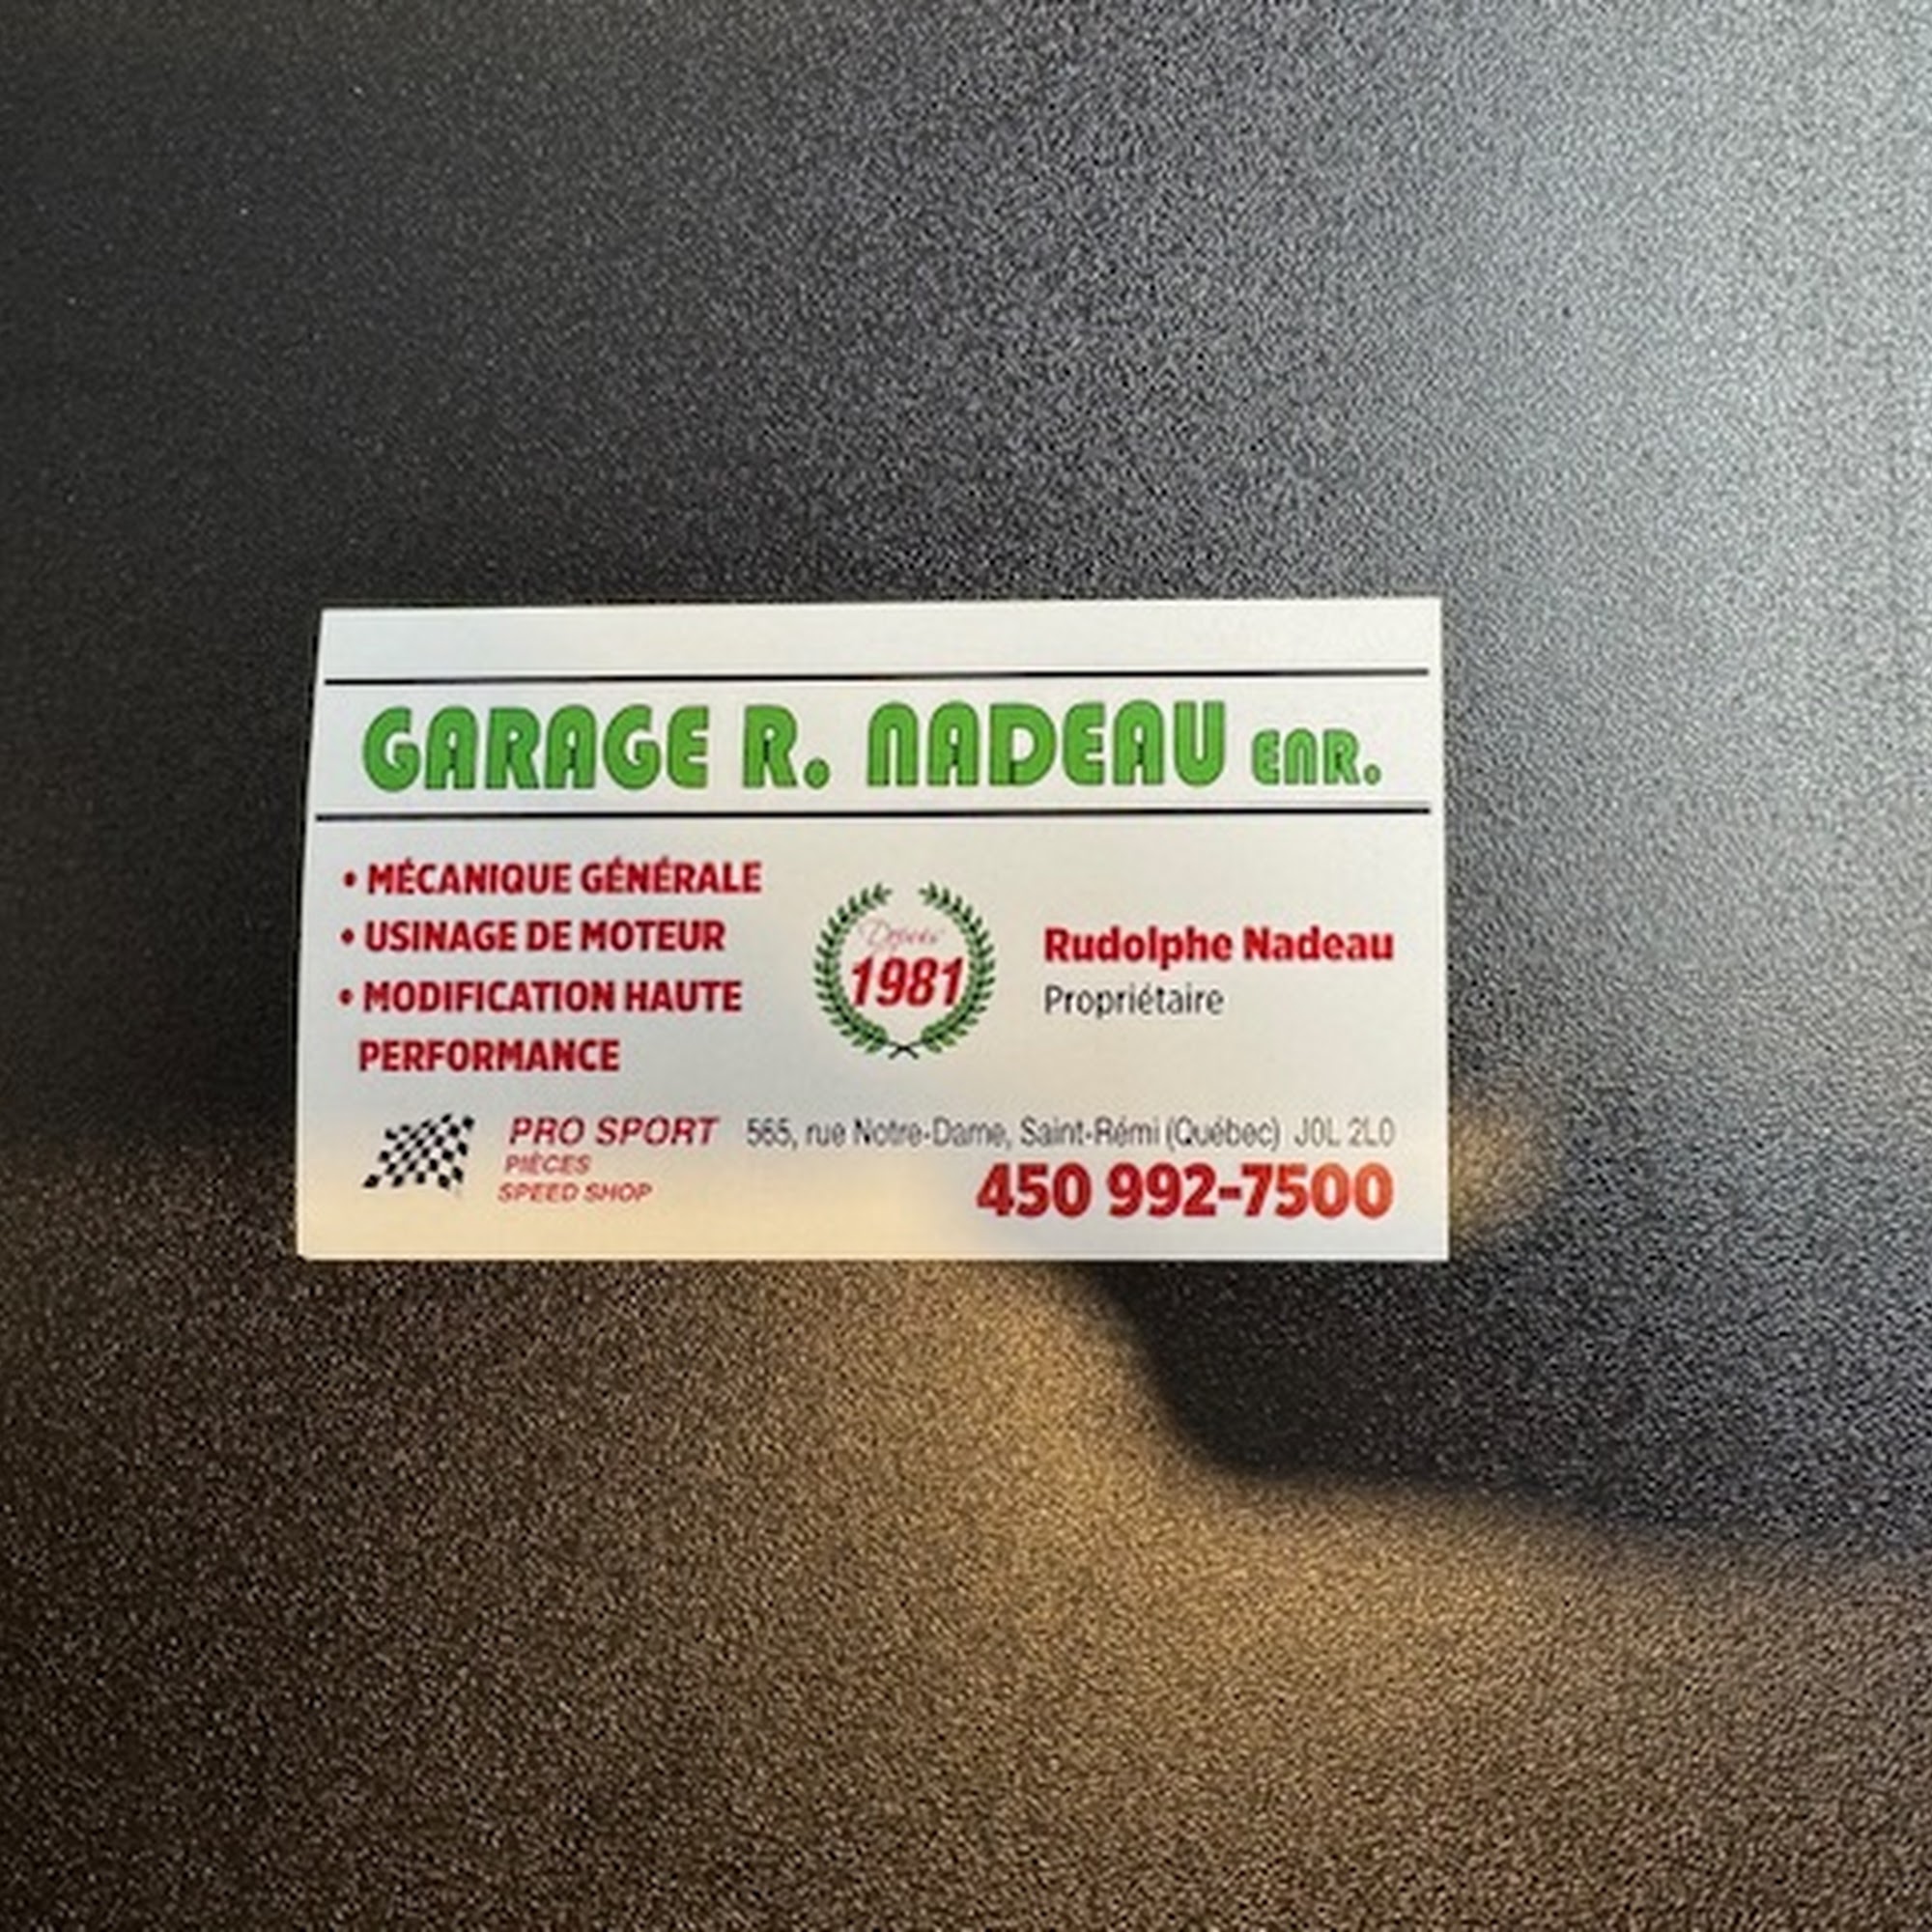 GARAGE R. NADEAU ENR.
• MÉCANIQUE GÉNÉRALE
• USINAGE DE MOTEUR
• MODIFICATION HAUTE
PERFORMANCE
Depuis
1981
Rudolphe Nadeau
Propriétaire
PRO SPORT
PIÈCES
SPEED SHOP
565, rue Notre-Dame, Saint-Rémi (Québec) J0L 2L0
450 992-7500